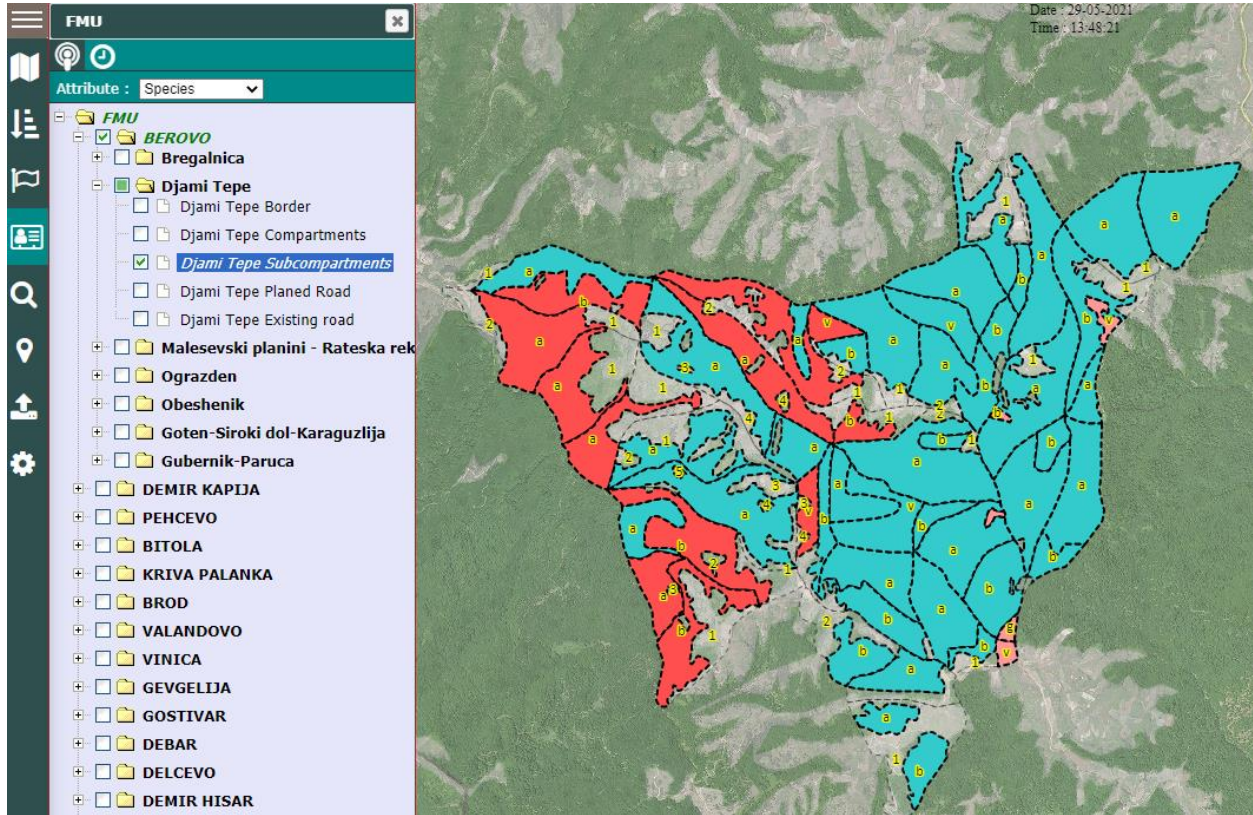 FMU
Attribute :
Species
FMU
BEROVO
Bregalnica
Djami Tepe
Djami Tepe Border
Djami Tepe Compartments
Djami Tepe Subcompartments
Djami Tepe Planed Road
Djami Tepe Existing road
Malesevski planini - Rateska rek
Ograzden
Obeshenik
Goten-Siroki dol-Karaguzlija
Gubernik-Paruca
DEMIR KAPIJA
PEHCEVO
BITOLA
KRIVA PALANKA
BROD
VALANDOVO
VINICA
GEVGELIJA
GOSTIVAR
DEBAR
DELCEVO
DEMIR HISAR
Date : 29-05-2021
Time : 13:48:21